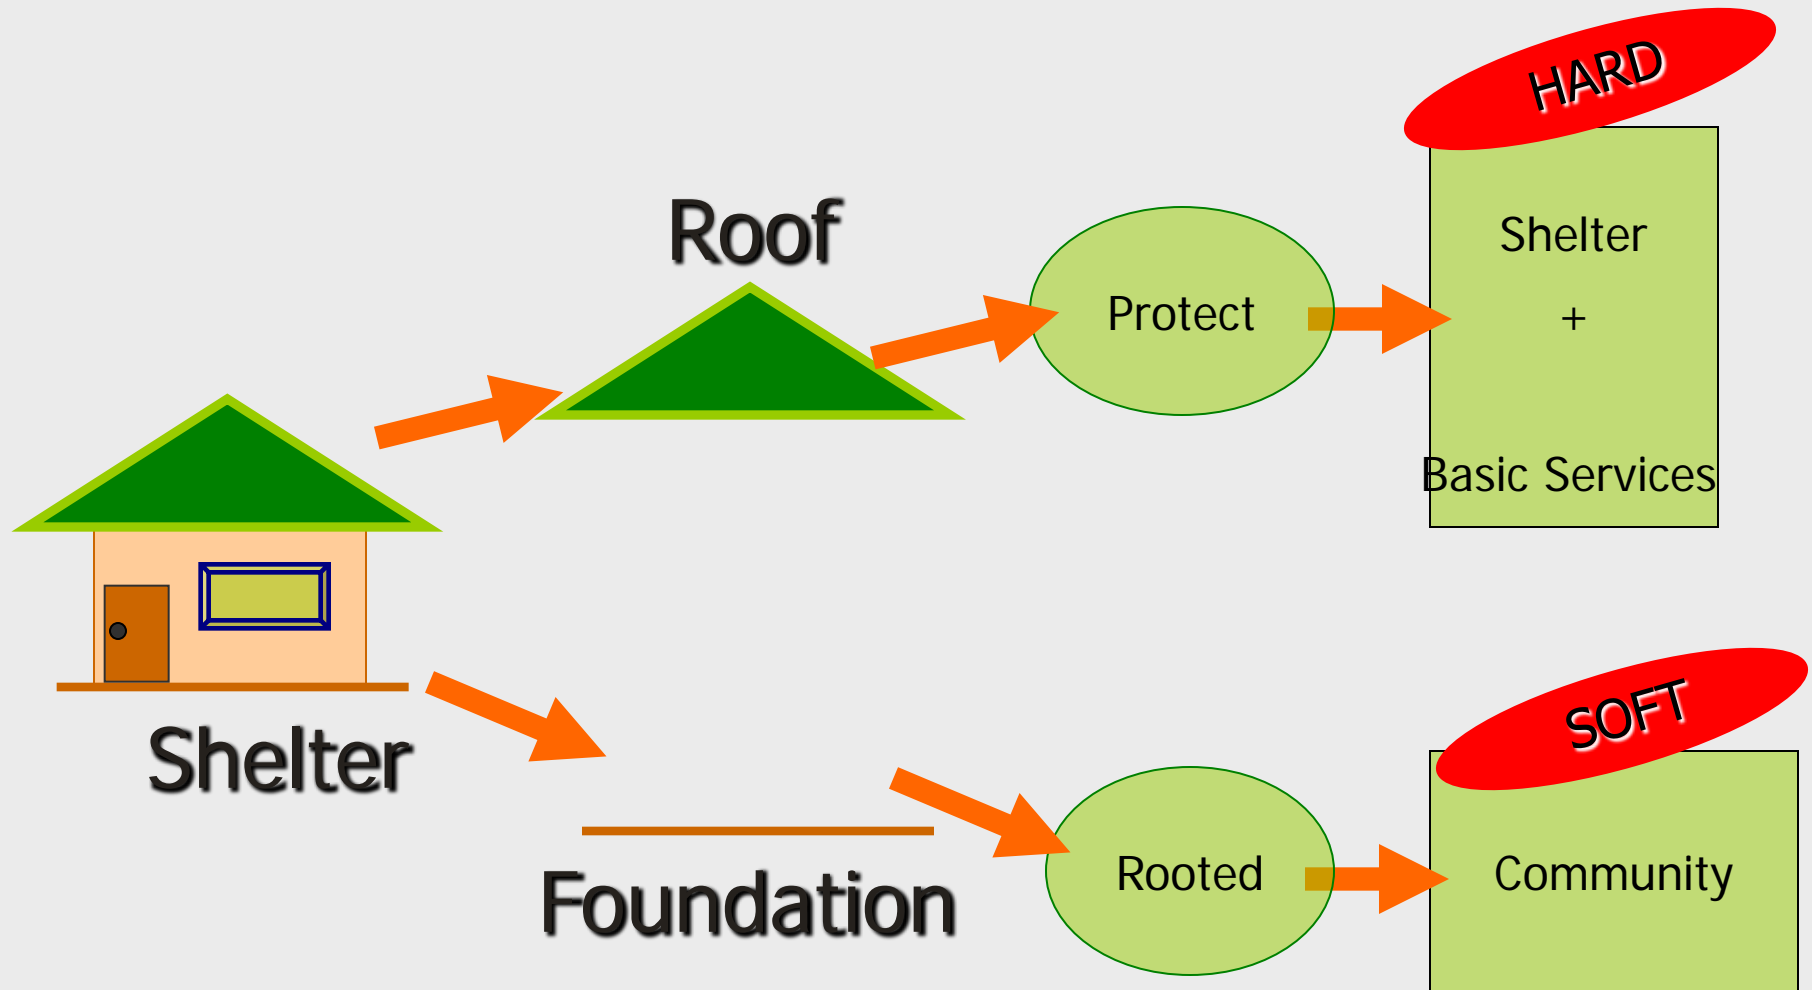 HARD
Roof
Protect
Shelter
+
Basic Services
Shelter
SOFT
Foundation
Rooted
Community